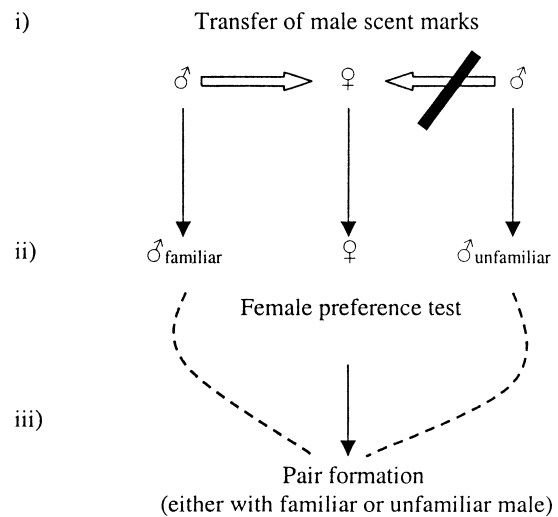 i) Transfer of male scent marks
♂ ♀ ♂
ii) ♂familiar ♀ ♂unfamiliar
Female preference test
iii)
Pair formation
(either with familiar or unfamiliar male)